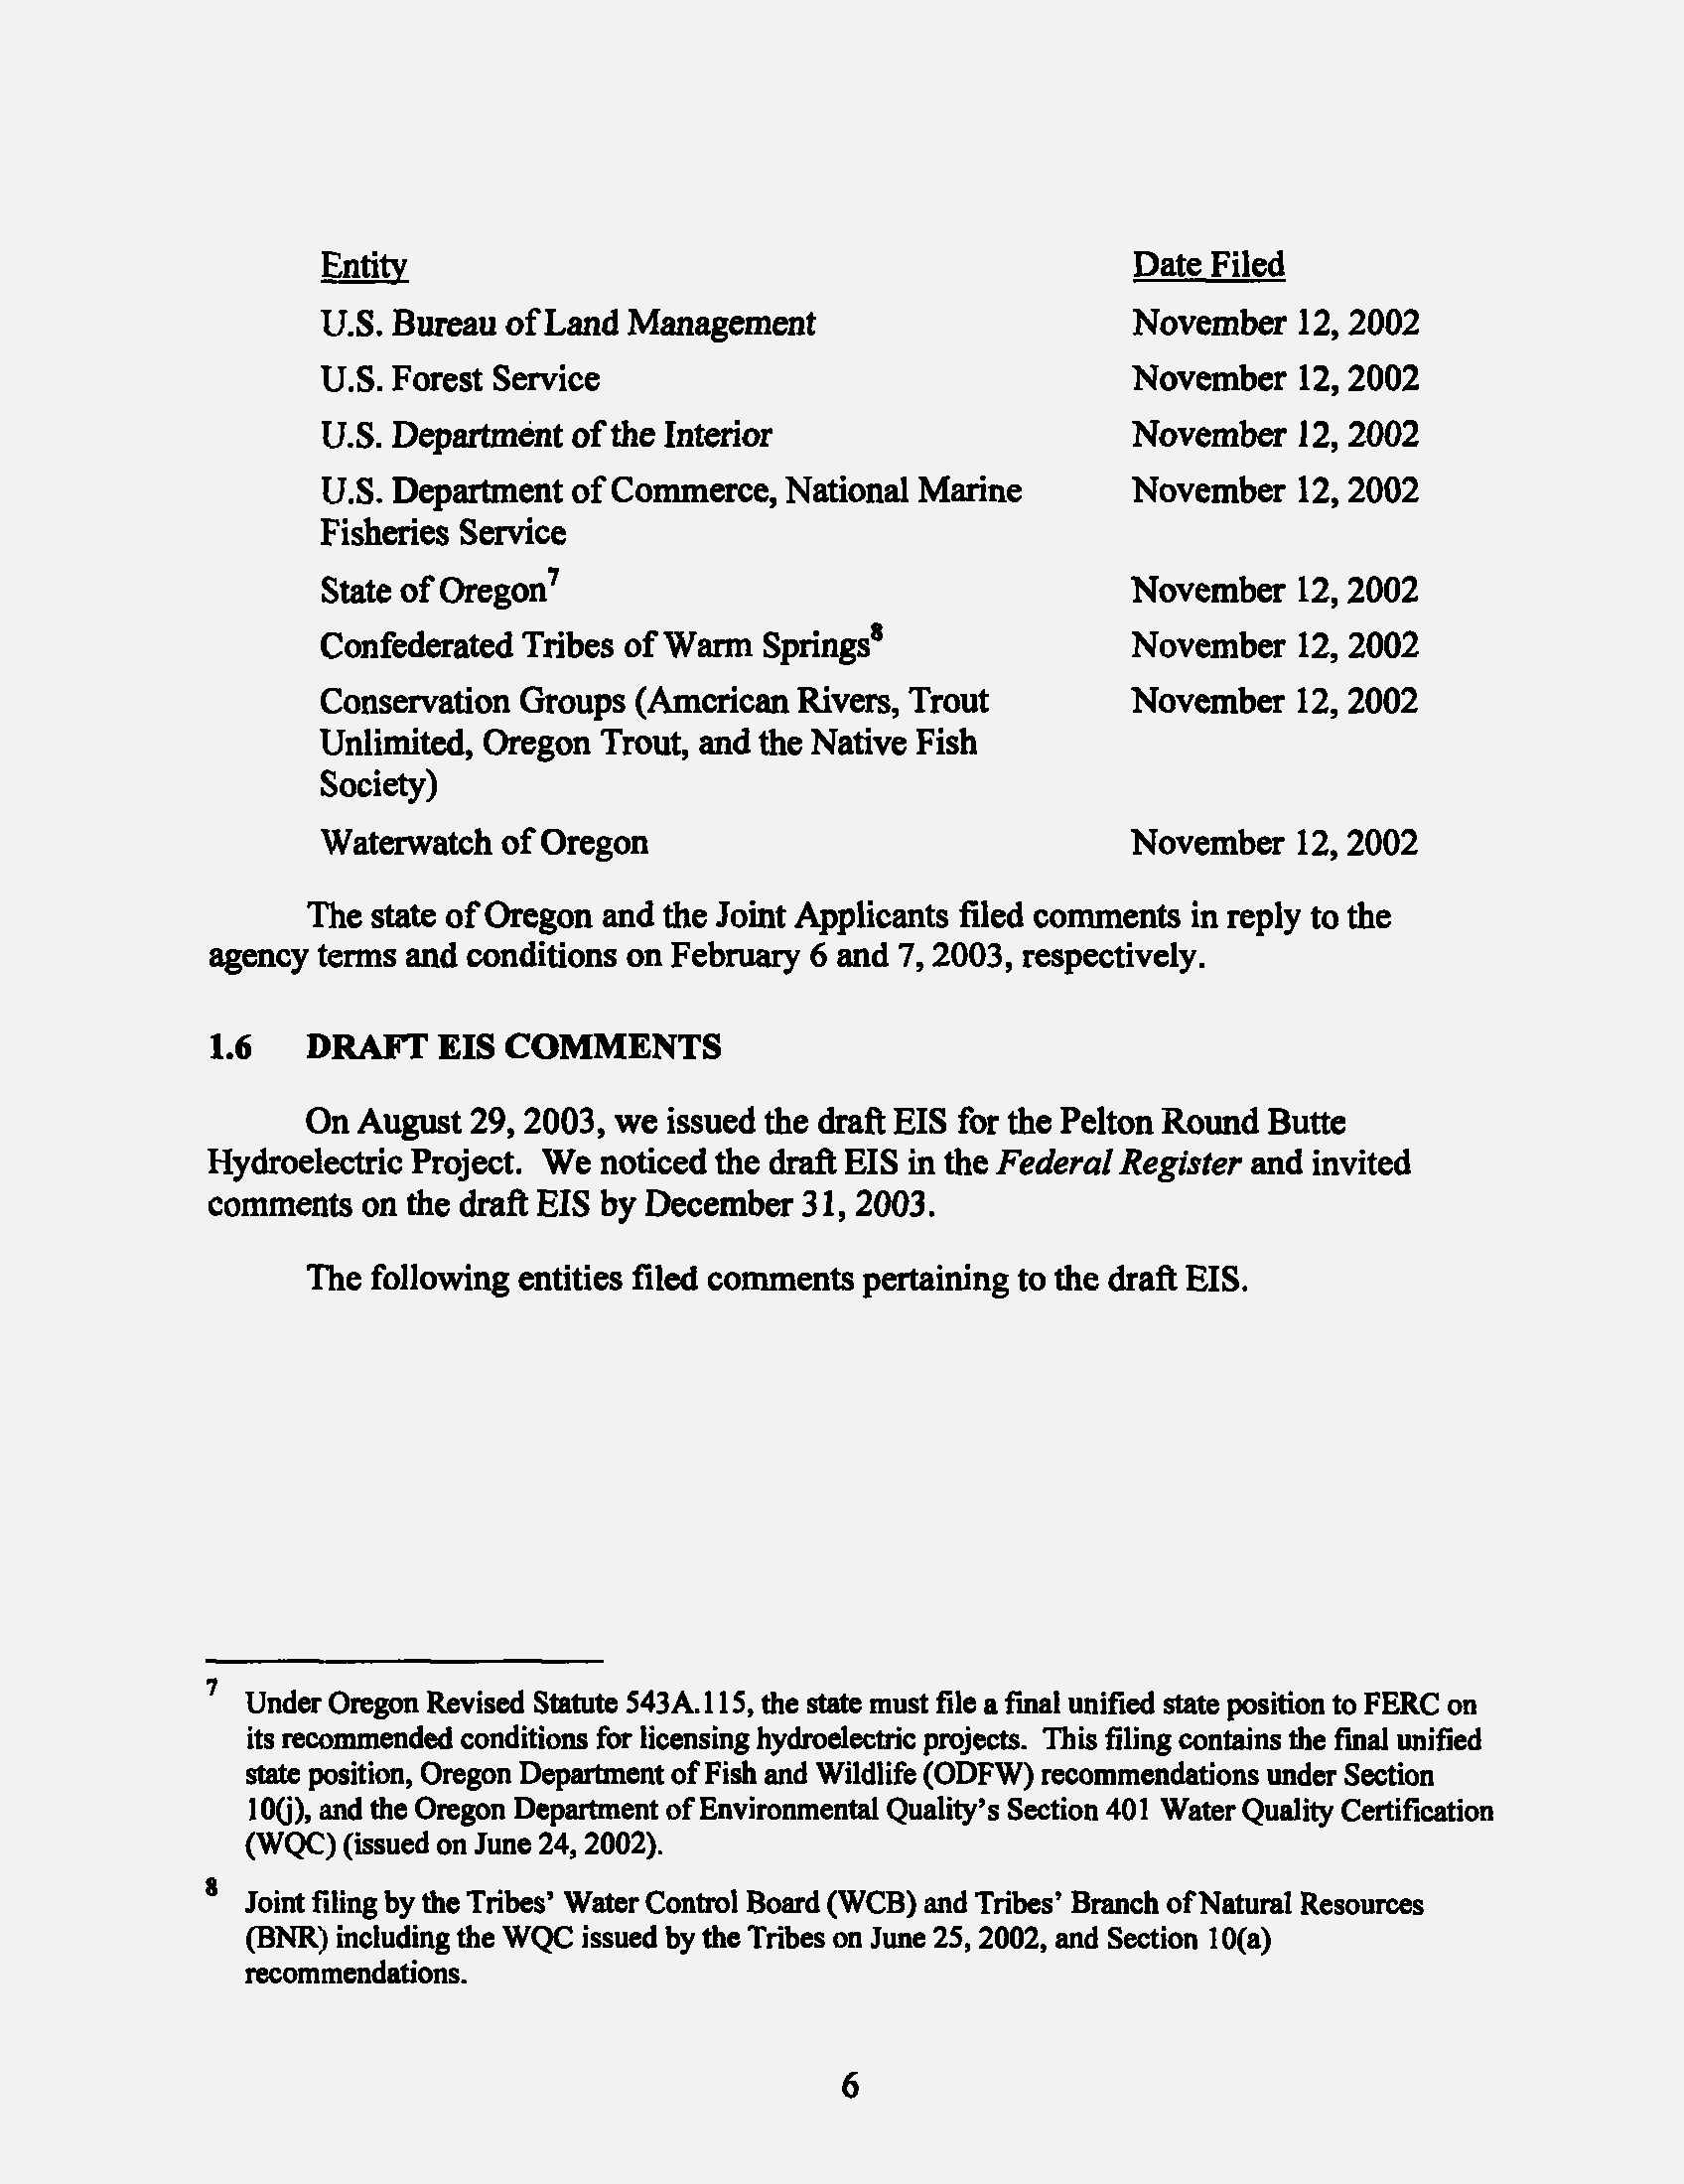 Entity Date Filed
U.S. Bureau of Land Management November 12, 2002
U.S. Forest Service November 12, 2002
U.S. Department of the Interior November 12, 2002
U.S. Department of Commerce, National Marine November 12, 2002
Fisheries Service
State of Oregon⁷ November 12, 2002
Confederated Tribes of Warm Springs⁸ November 12, 2002
Conservation Groups (American Rivers, Trout November 12, 2002
Unlimited, Oregon Trout, and the Native Fish
Society)
Waterwatch of Oregon November 12, 2002
The state of Oregon and the Joint Applicants filed comments in reply to the
agency terms and conditions on February 6 and 7, 2003, respectively.
1.6 DRAFT EIS COMMENTS
On August 29, 2003, we issued the draft EIS for the Pelton Round Butte
Hydroelectric Project. We noticed the draft EIS in the Federal Register and invited
comments on the draft EIS by December 31, 2003.
The following entities filed comments pertaining to the draft EIS.
⁷ Under Oregon Revised Statute 543A.115, the state must file a final unified state position to FERC on
its recommended conditions for licensing hydroelectric projects. This filing contains the final unified
state position, Oregon Department of Fish and Wildlife (ODFW) recommendations under Section
10(j), and the Oregon Department of Environmental Quality's Section 401 Water Quality Certification
(WQC) (issued on June 24, 2002).
⁸ Joint filing by the Tribes' Water Control Board (WCB) and Tribes' Branch of Natural Resources
(BNR) including the WQC issued by the Tribes on June 25, 2002, and Section 10(a)
recommendations.
6